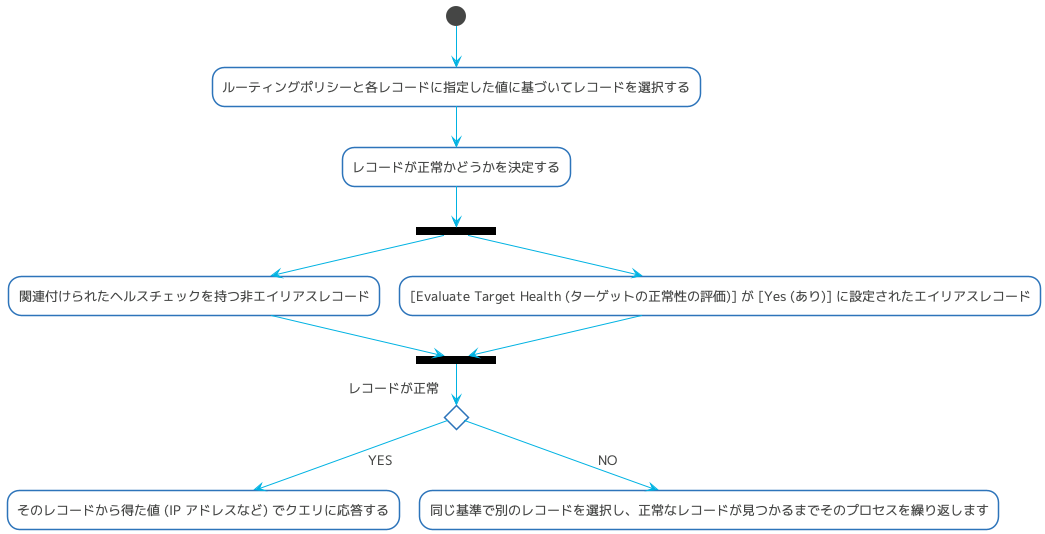 ルーティングポリシーと各レコードに指定した値に基づいてレコードを選択する
レコードが正常かどうかを決定する
関連付けられたヘルスチェックを持つ非エイリアスレコード
[Evaluate Target Health (ターゲットの正常性の評価)] が [Yes (あり)] に設定されたエイリアスレコード
レコードが正常
YES
NO
そのレコードから得た値 (IP アドレスなど) でクエリに応答する
同じ基準で別のレコードを選択し、正常なレコードが見つかるまでそのプロセスを繰り返します